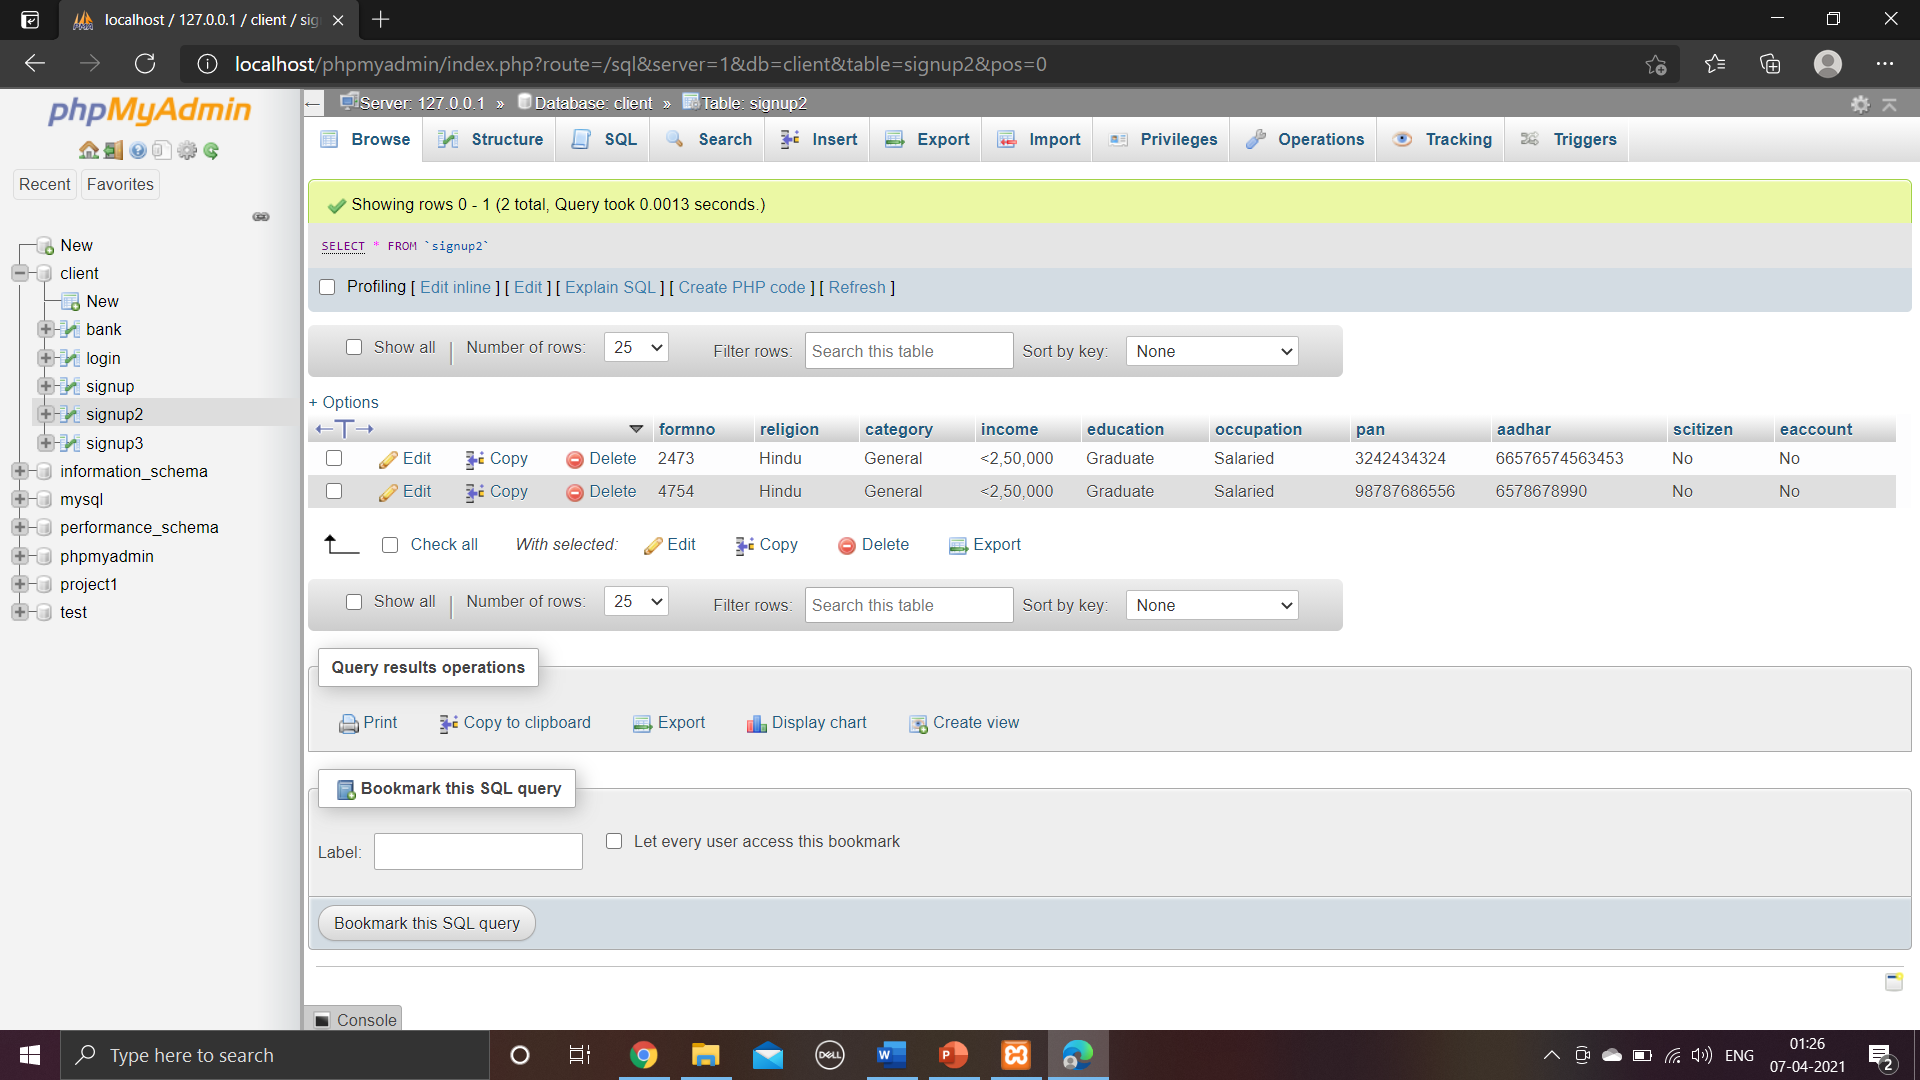 localhost / 127.0.0.1 / client / sig
localhost/phpmyadmin/index.php?route=/sql&server=1&db=client&table=signup2&pos=0
phpMyAdmin
Recent Favorites
New
client
New
bank
login
signup
signup2
signup3
information_schema
mysql
performance_schema
phpmyadmin
project1
test
Server: 127.0.0.1 » Database: client » Table: signup2
Browse Structure SQL Search Insert Export Import Privileges Operations Tracking Triggers
Showing rows 0 - 1 (2 total, Query took 0.0013 seconds.)
SELECT * FROM `signup2`
Profiling [ Edit inline ] [ Edit ] [ Explain SQL ] [ Create PHP code ] [ Refresh ]
Show all | Number of rows: 25 Filter rows: Search this table Sort by key: None
+ Options
←T→ formno religion category income education occupation pan aadhar scitizen eaccount
Edit Copy Delete 2473 Hindu General <2,50,000 Graduate Salaried 3242434324 66576574563453 No No
Edit Copy Delete 4754 Hindu General <2,50,000 Graduate Salaried 98787686556 6578678990 No No
Check all With selected: Edit Copy Delete Export
Show all | Number of rows: 25 Filter rows: Search this table Sort by key: None
Query results operations
Print Copy to clipboard Export Display chart Create view
Bookmark this SQL query
Label: Let every user access this bookmark
Bookmark this SQL query
Console
Type here to search
DELL
ENG
01:26
07-04-2021
2